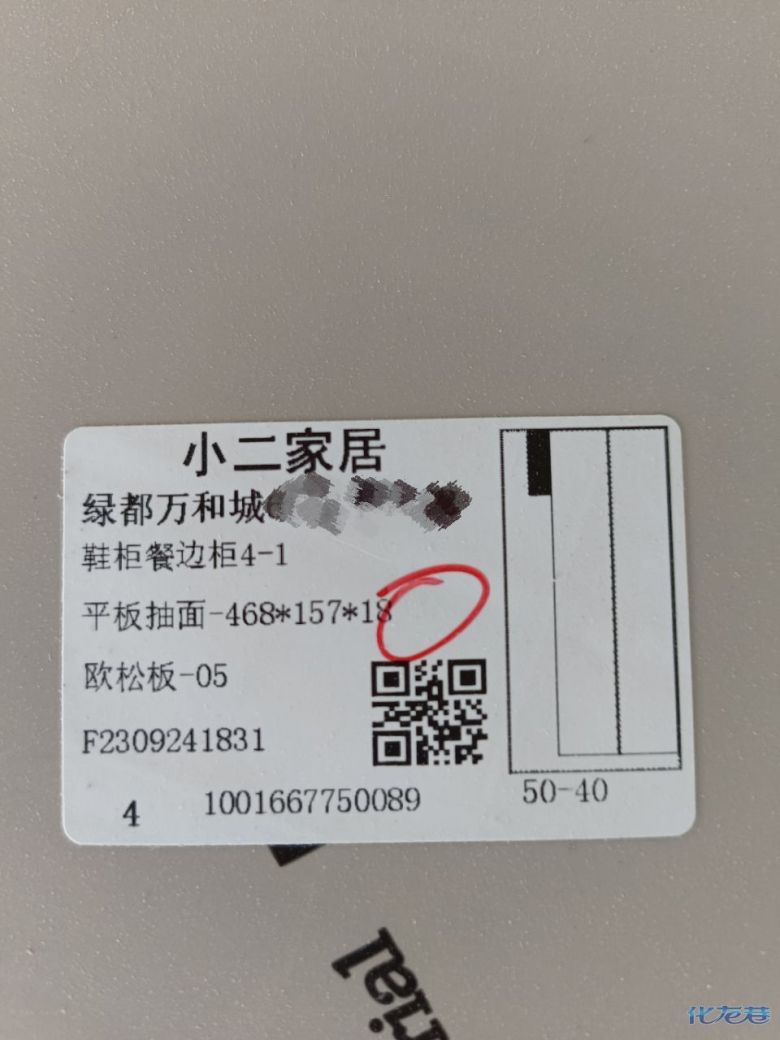 小二家居
绿都万和城
鞋柜餐边柜4-1
平板抽面-468*157*18
欧松板-05
F2309241831
4
1001667750089
50-40
rial
化龙巷